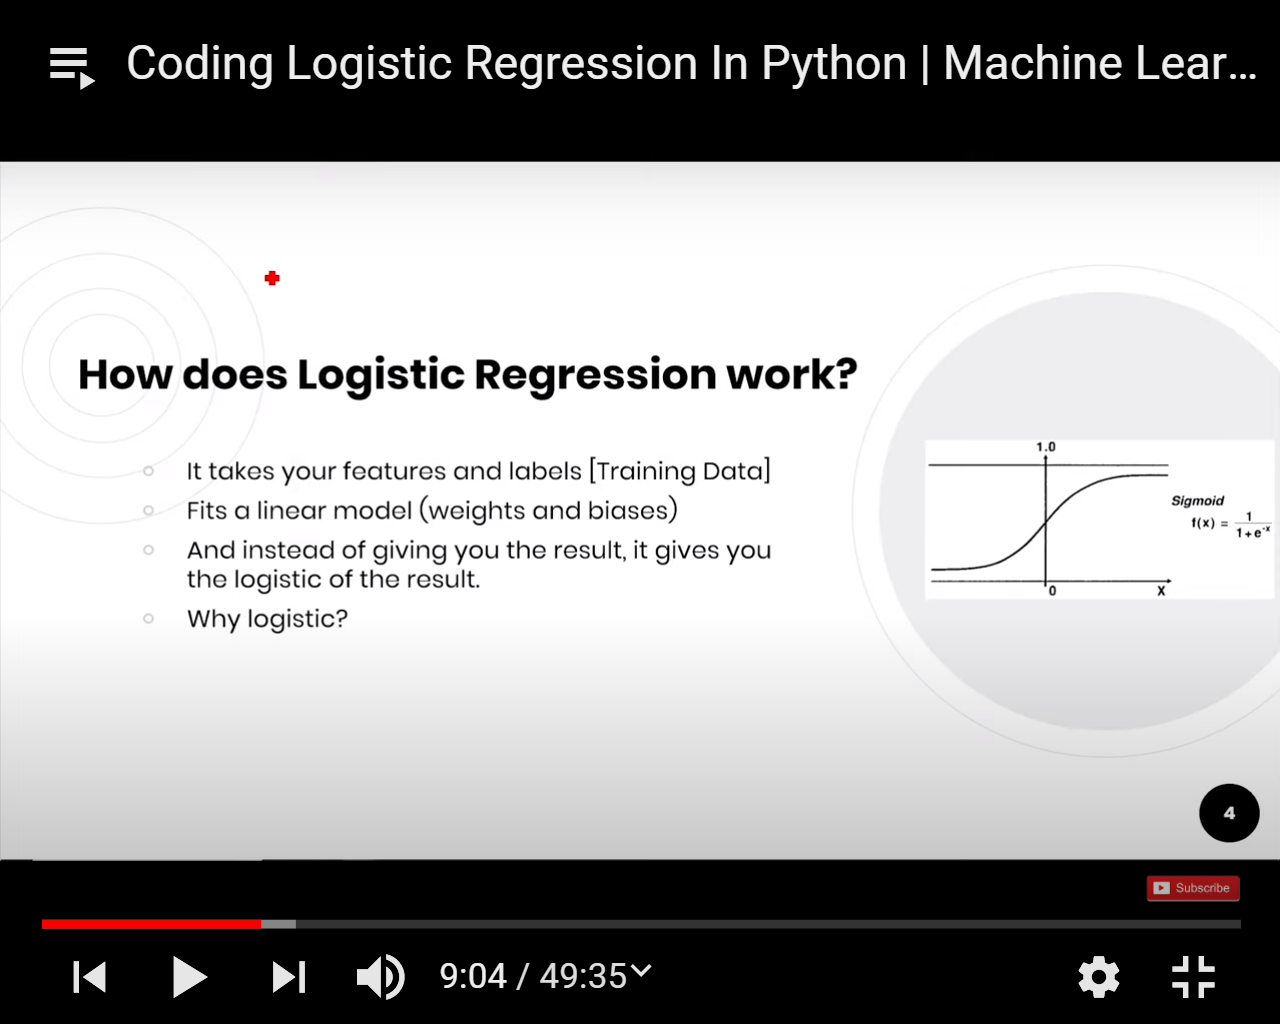 Coding Logistic Regression In Python | Machine Lear...
How does Logistic Regression work?
It takes your features and labels [Training Data]
Fits a linear model (weights and biases)
And instead of giving you the result, it gives you
the logistic of the result.
Why logistic?
1.0
Sigmoid
f(x) = 1 / 1+e^-x
0
X
4
Subscribe
9:04 / 49:35